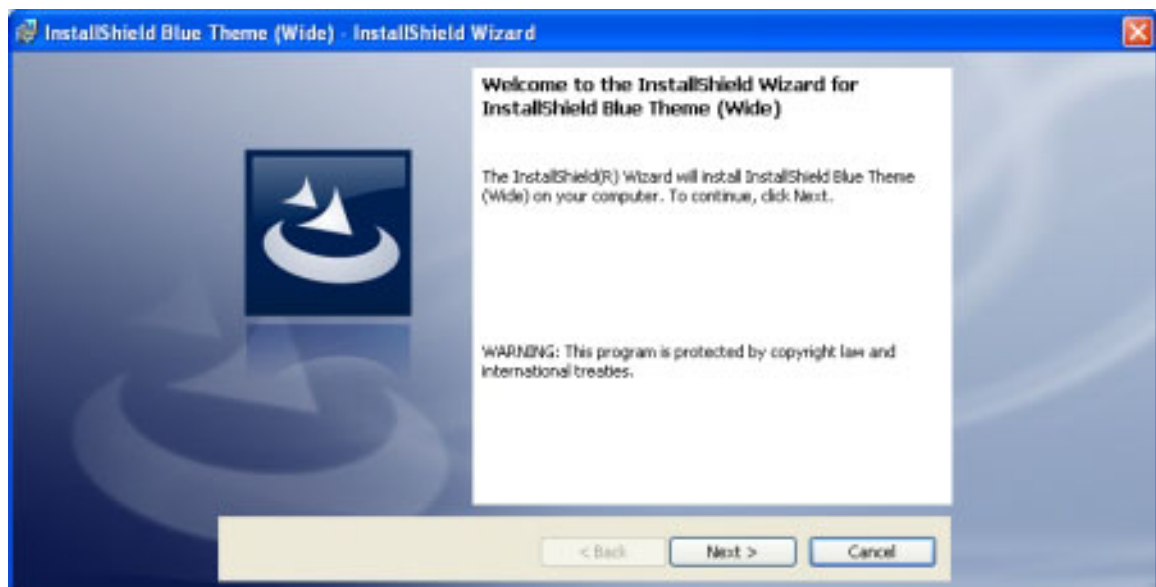 InstallShield Blue Theme (Wide) - InstallShield Wizard
Welcome to the InstallShield Wizard for
InstallShield Blue Theme (Wide)
The InstallShield(R) Wizard will install InstallShield Blue Theme
(Wide) on your computer. To continue, click Next.
WARNING: This program is protected by copyright law and
international treaties.
< Back
Next >
Cancel